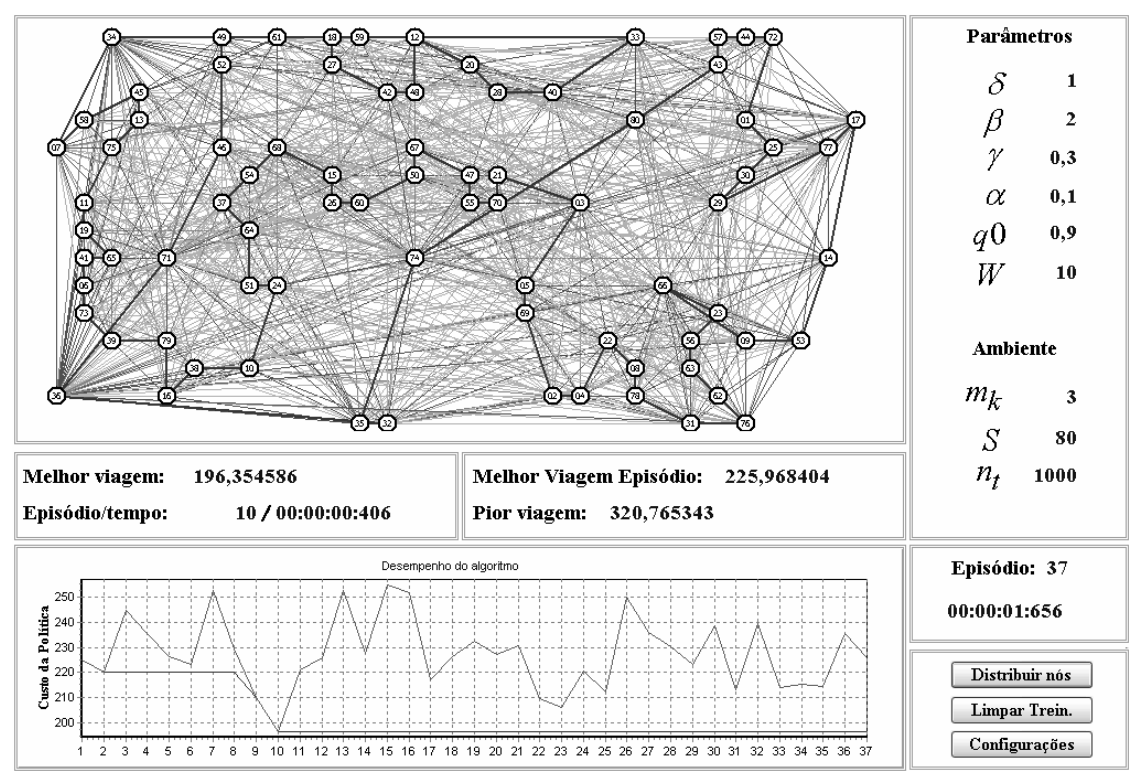 34 49 61 18 59 12 33 57 44 72
52 27 20 43
45 42 48 28 40
58 13 80 01 17
07 75 46 68 67 25 77
54 15 50 47 21 30
11 37 26 60 55 70 03 29
19 64
41 65 71 74 14
06 51 24 05 66
73 69 23
39 79 22 56 09 53
38 10 08 63
36 16 02 04 78 62
35 32 31 76
Parâmetros
δ 1
β 2
γ 0,3
α 0,1
q0 0,9
W 10
Ambiente
mk 3
S 80
nt 1000
Melhor viagem: 196,354586
Episódio/tempo: 10 / 00:00:00:406
Melhor Viagem Episódio: 225,968404
Pior viagem: 320,765343
Desempenho do algoritmo
Custo da Política
250
240
230
220
210
200
1 2 3 4 5 6 7 8 9 10 11 12 13 14 15 16 17 18 19 20 21 22 23 24 25 26 27 28 29 30 31 32 33 34 35 36 37
Episódio: 37
00:00:01:656
Distribuir nós
Limpar Trein.
Configurações